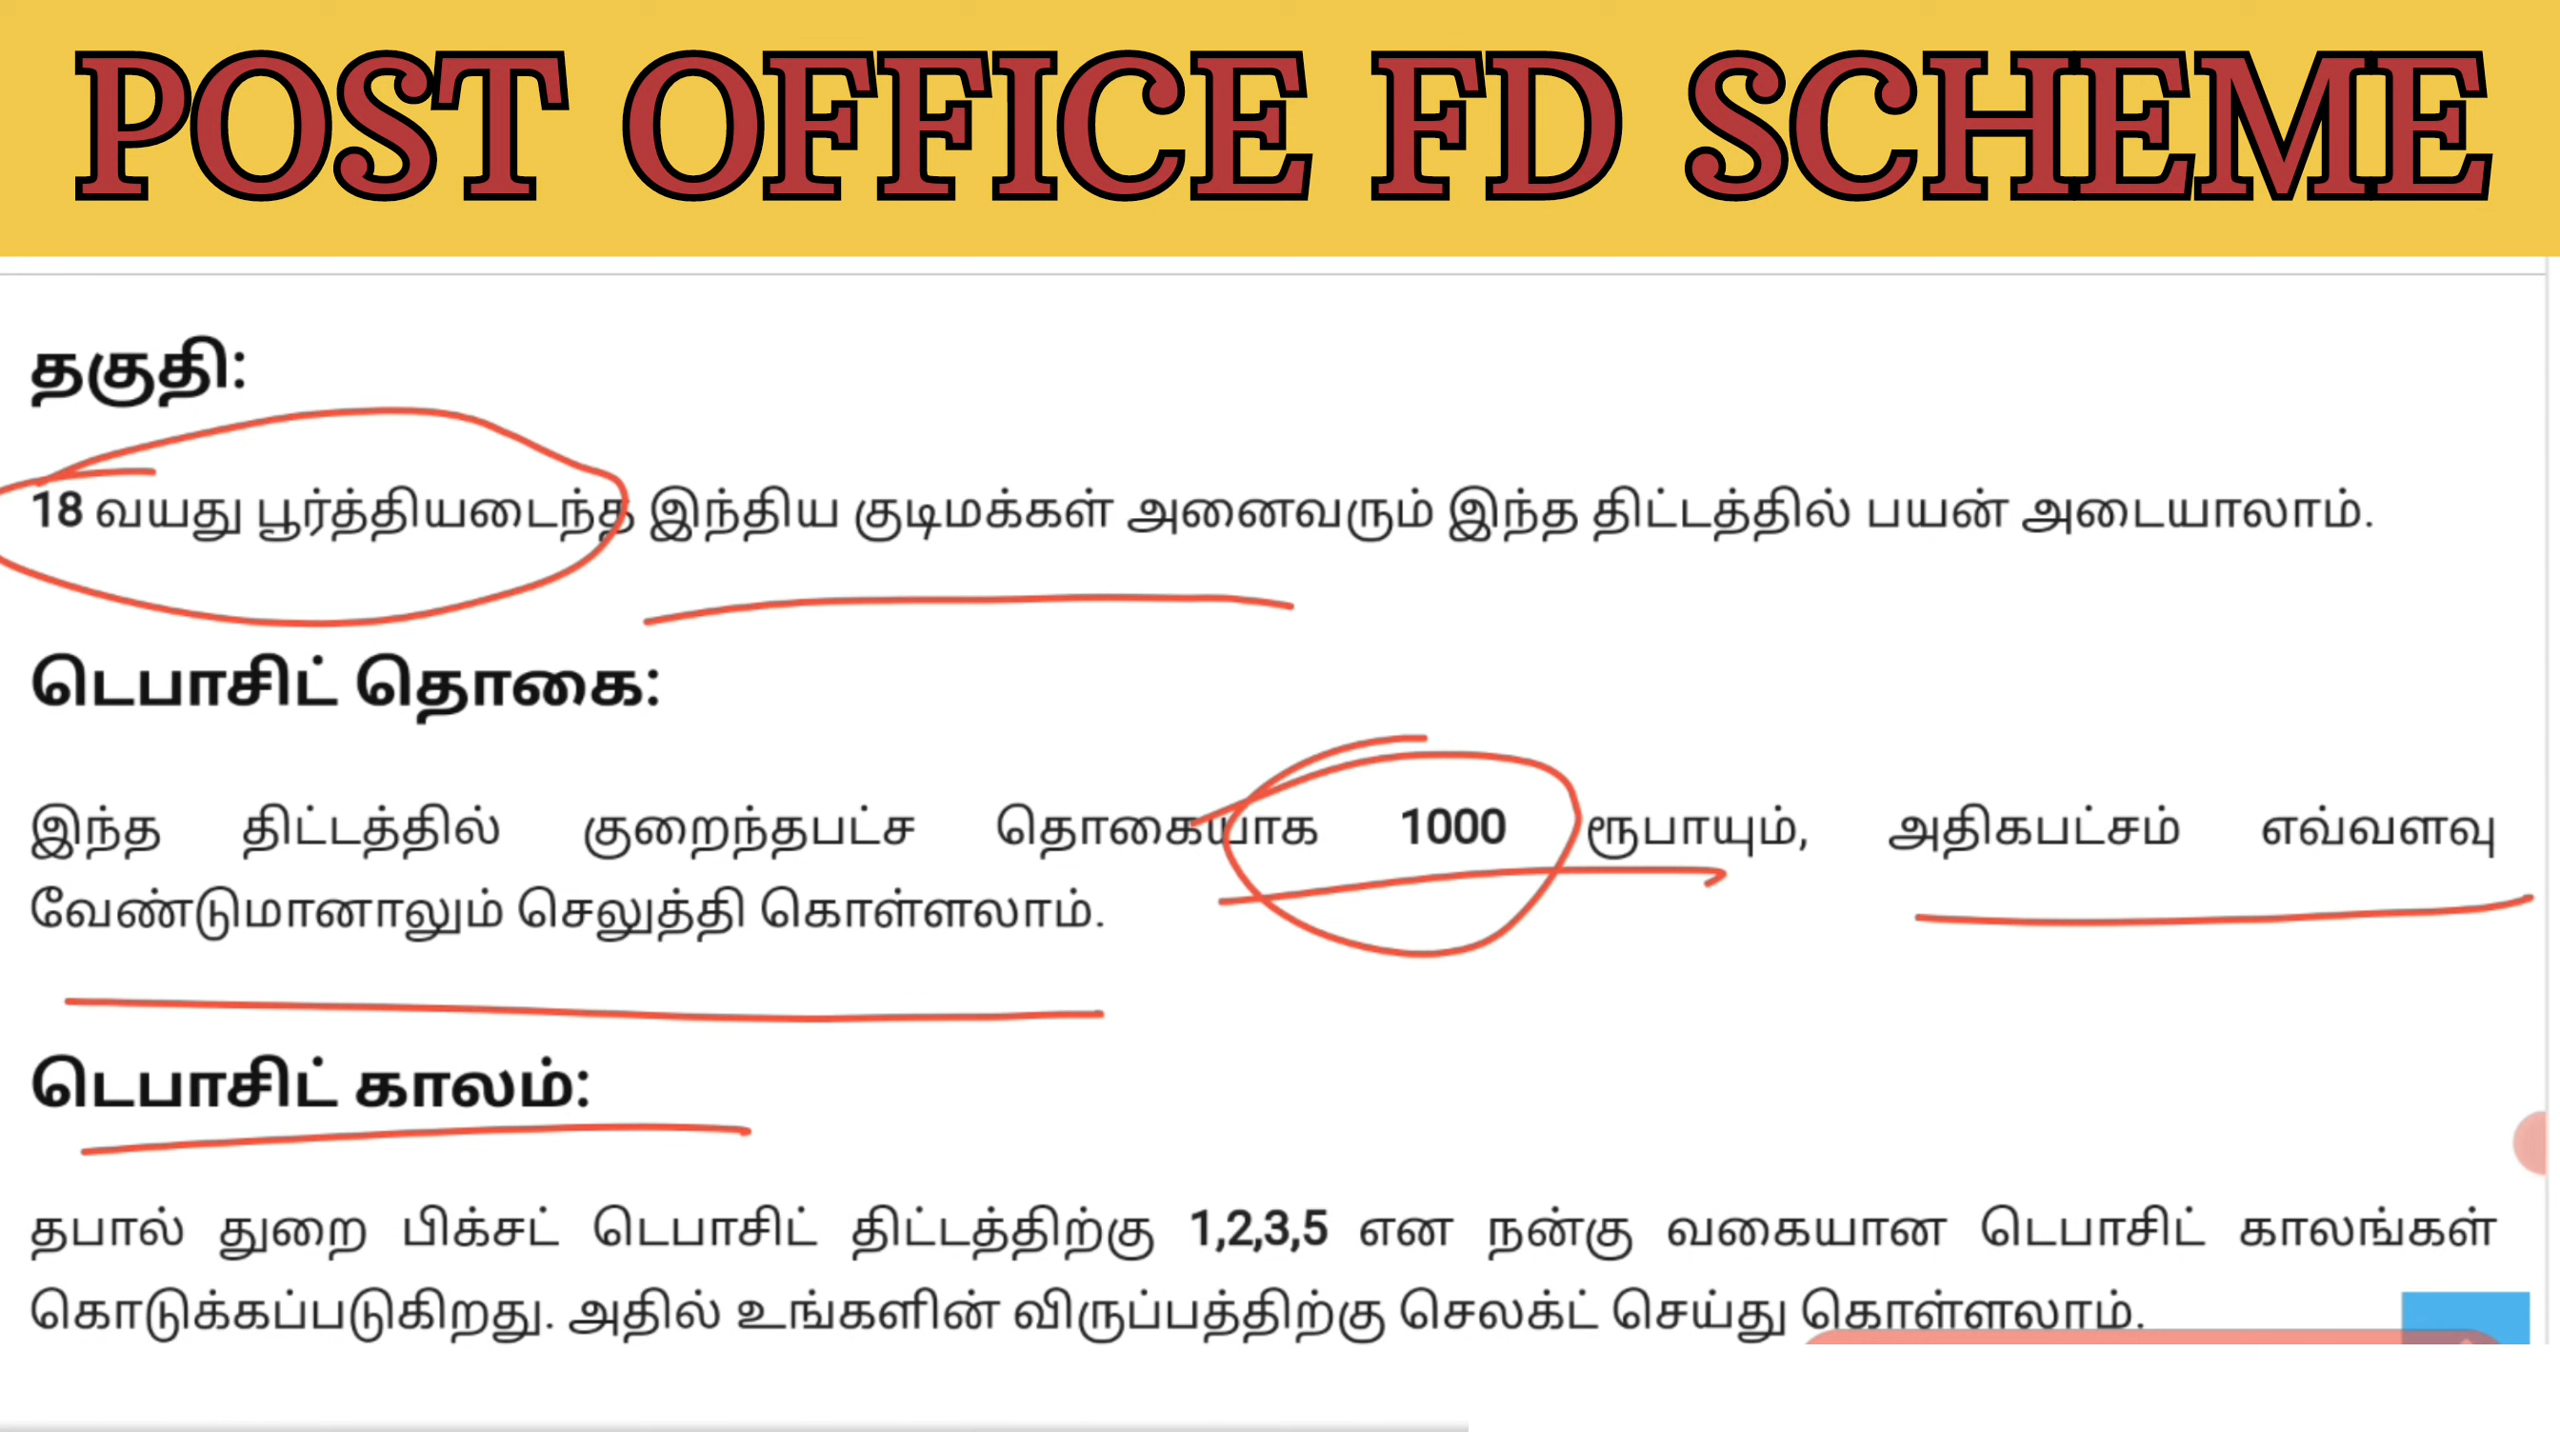 POST OFFICE FD SCHEME
தகுதி:
18 வயது பூர்த்தியடைந்த இந்திய குடிமக்கள் அனைவரும் இந்த திட்டத்தில் பயன் அடையாலாம்.
டெபாசிட் தொகை:
இந்த திட்டத்தில் குறைந்தபட்ச தொகையாக 1000 ரூபாயும், அதிகபட்சம் எவ்வளவு
வேண்டுமானாலும் செலுத்தி கொள்ளலாம்.
டெபாசிட் காலம்:
தபால் துறை பிக்சட் டெபாசிட் திட்டத்திற்கு 1,2,3,5 என நன்கு வகையான டெபாசிட் காலங்கள்
கொடுக்கப்படுகிறது. அதில் உங்களின் விருப்பத்திற்கு செலக்ட் செய்து கொள்ளலாம்.